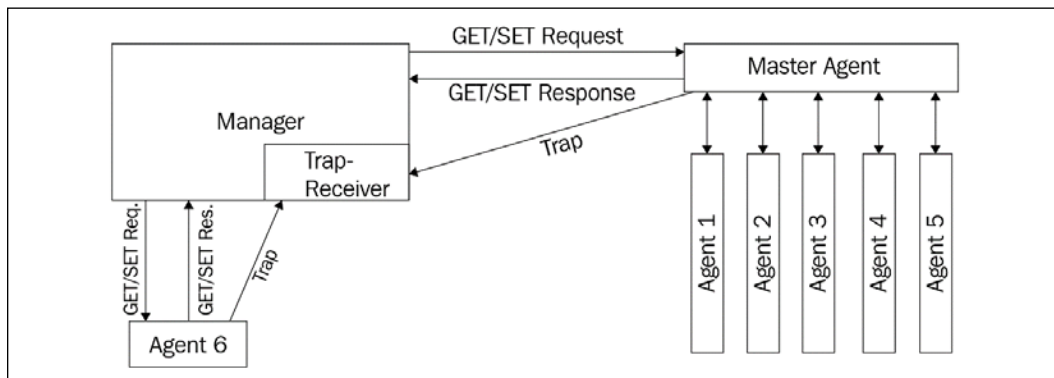 GET/SET Request
Master Agent
GET/SET Response
Manager
Trap
Trap-
Receiver
GET/SET Req.
GET/SET Res.
Trap
Agent 1
Agent 2
Agent 3
Agent 4
Agent 5
Agent 6